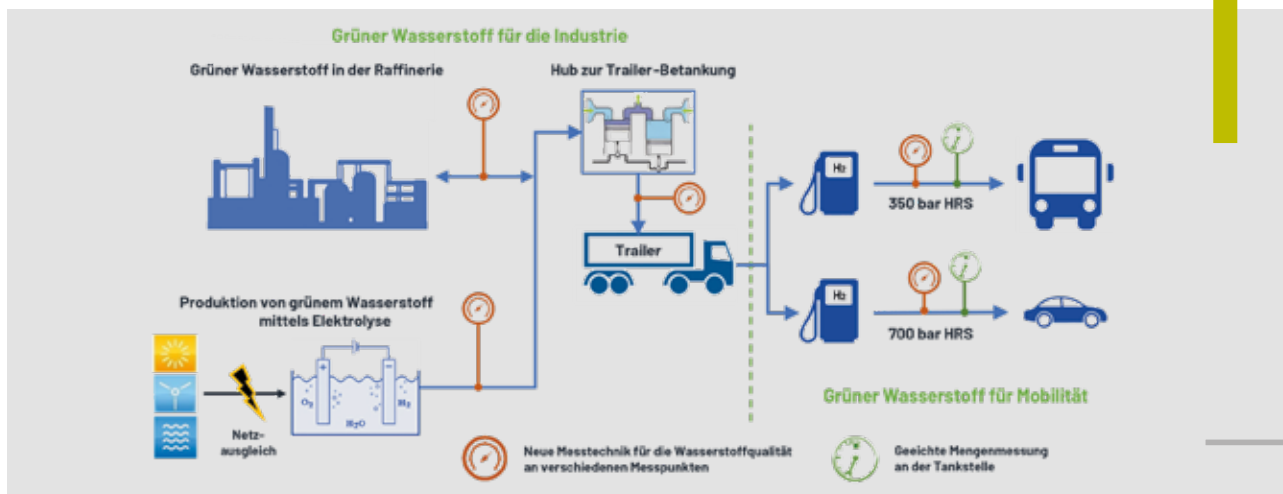 Grüner Wasserstoff für die Industrie
Grüner Wasserstoff in der Raffinerie
Hub zur Trailer-Betankung
H₂
350 bar HRS
Trailer
Produktion von grünem Wasserstoff
mittels Elektrolyse
H₂
700 bar HRS
+
−
O₂
H₂
H₂O
Netz-
ausgleich
Grüner Wasserstoff für Mobilität
Neue Messtechnik für die Wasserstoffqualität
an verschiedenen Messpunkten
Geeichte Mengenmessung
an der Tankstelle